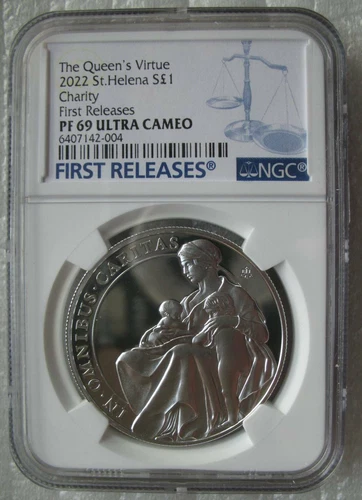 The Queen's Virtue
2022 St.Helena S£1
Charity
First Releases
PF 69 ULTRA CAMEO
6407142-004
FIRST RELEASES®
NGC®
IN·OMNIBUS·CARITAS